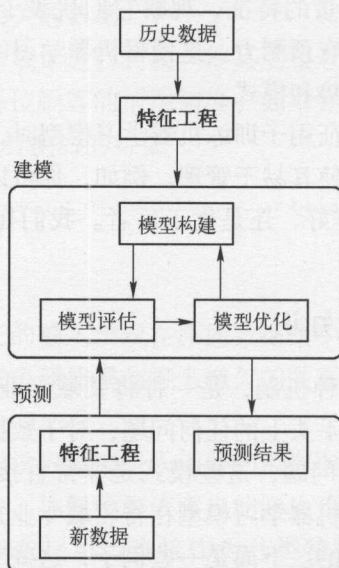 历史数据
特征工程
建模
模型构建
模型评估
模型优化
预测
特征工程
预测结果
新数据